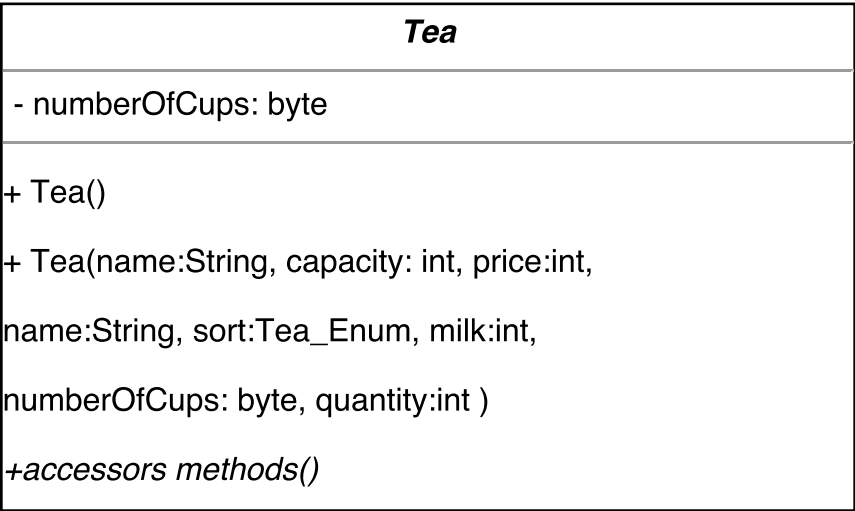 Tea
- numberOfCups: byte
+ Tea()
+ Tea(name:String, capacity: int, price:int,
name:String, sort:Tea_Enum, milk:int,
numberOfCups: byte, quantity:int )
+accessors methods()